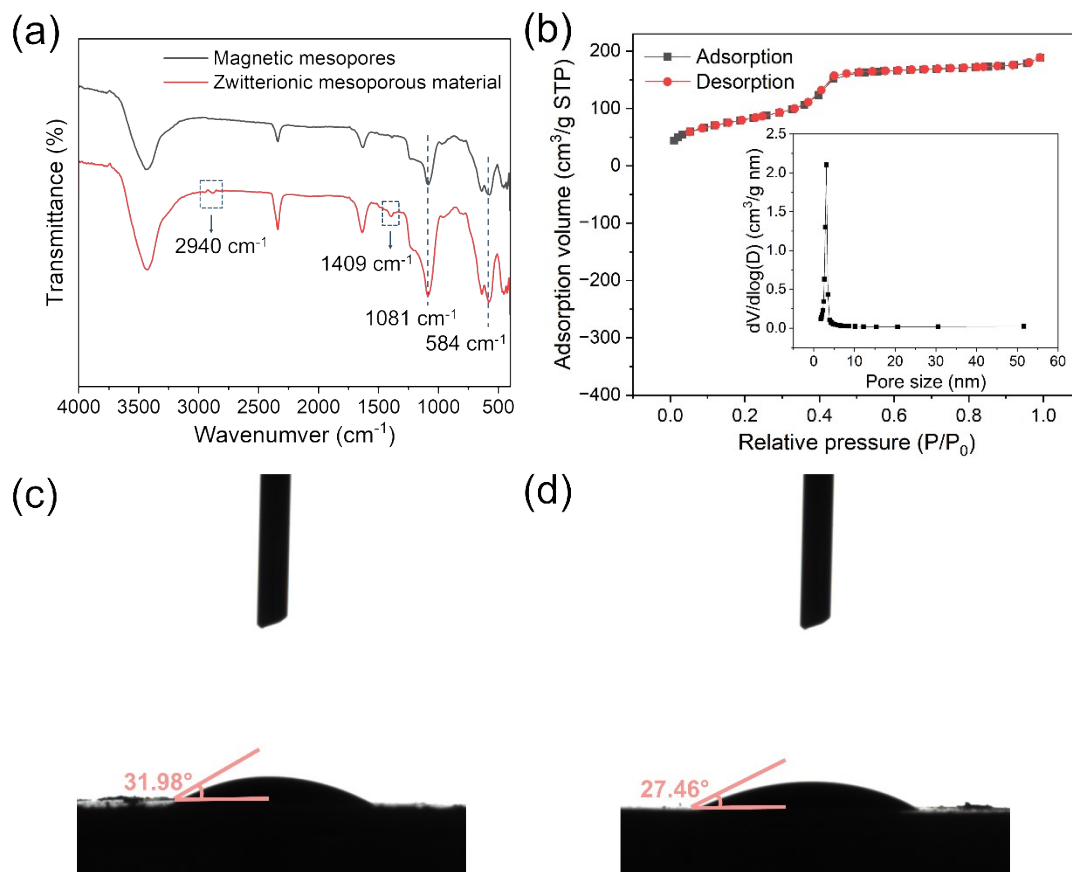 (a)
Magnetic mesopores
Zwitterionic mesoporous material
Transmittance (%)
2940 cm⁻¹
1409 cm⁻¹
1081 cm⁻¹
584 cm⁻¹
4000 3500 3000 2500 2000 1500 1000 500
Wavenumver (cm⁻¹)
(b)
Adsorption
Desorption
Adsorption volume (cm³/g STP)
200
100
0
−100
−200
−300
−400
0.0 0.2 0.4 0.6 0.8 1.0
Relative pressure (P/P₀)
dV/dlog(D) (cm³/g nm)
2.5
2.0
1.5
1.0
0.5
0.0
0 10 20 30 40 50 60
Pore size (nm)
(c)
31.98°
(d)
27.46°